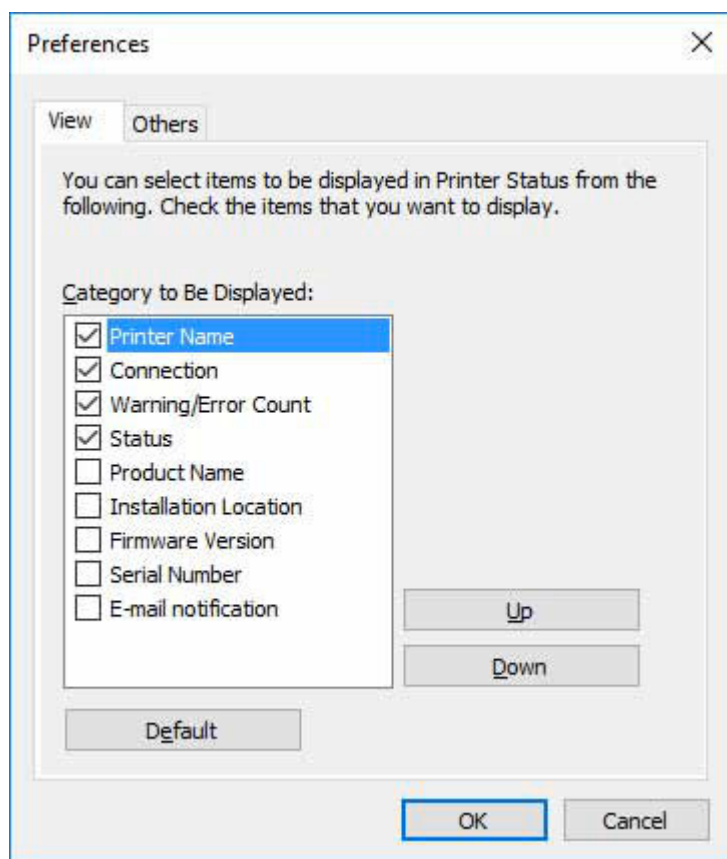 Preferences
View
Others
You can select items to be displayed in Printer Status from the
following. Check the items that you want to display.
Category to Be Displayed:
Printer Name
Connection
Warning/Error Count
Status
Product Name
Installation Location
Firmware Version
Serial Number
E-mail notification
Up
Down
Default
OK
Cancel